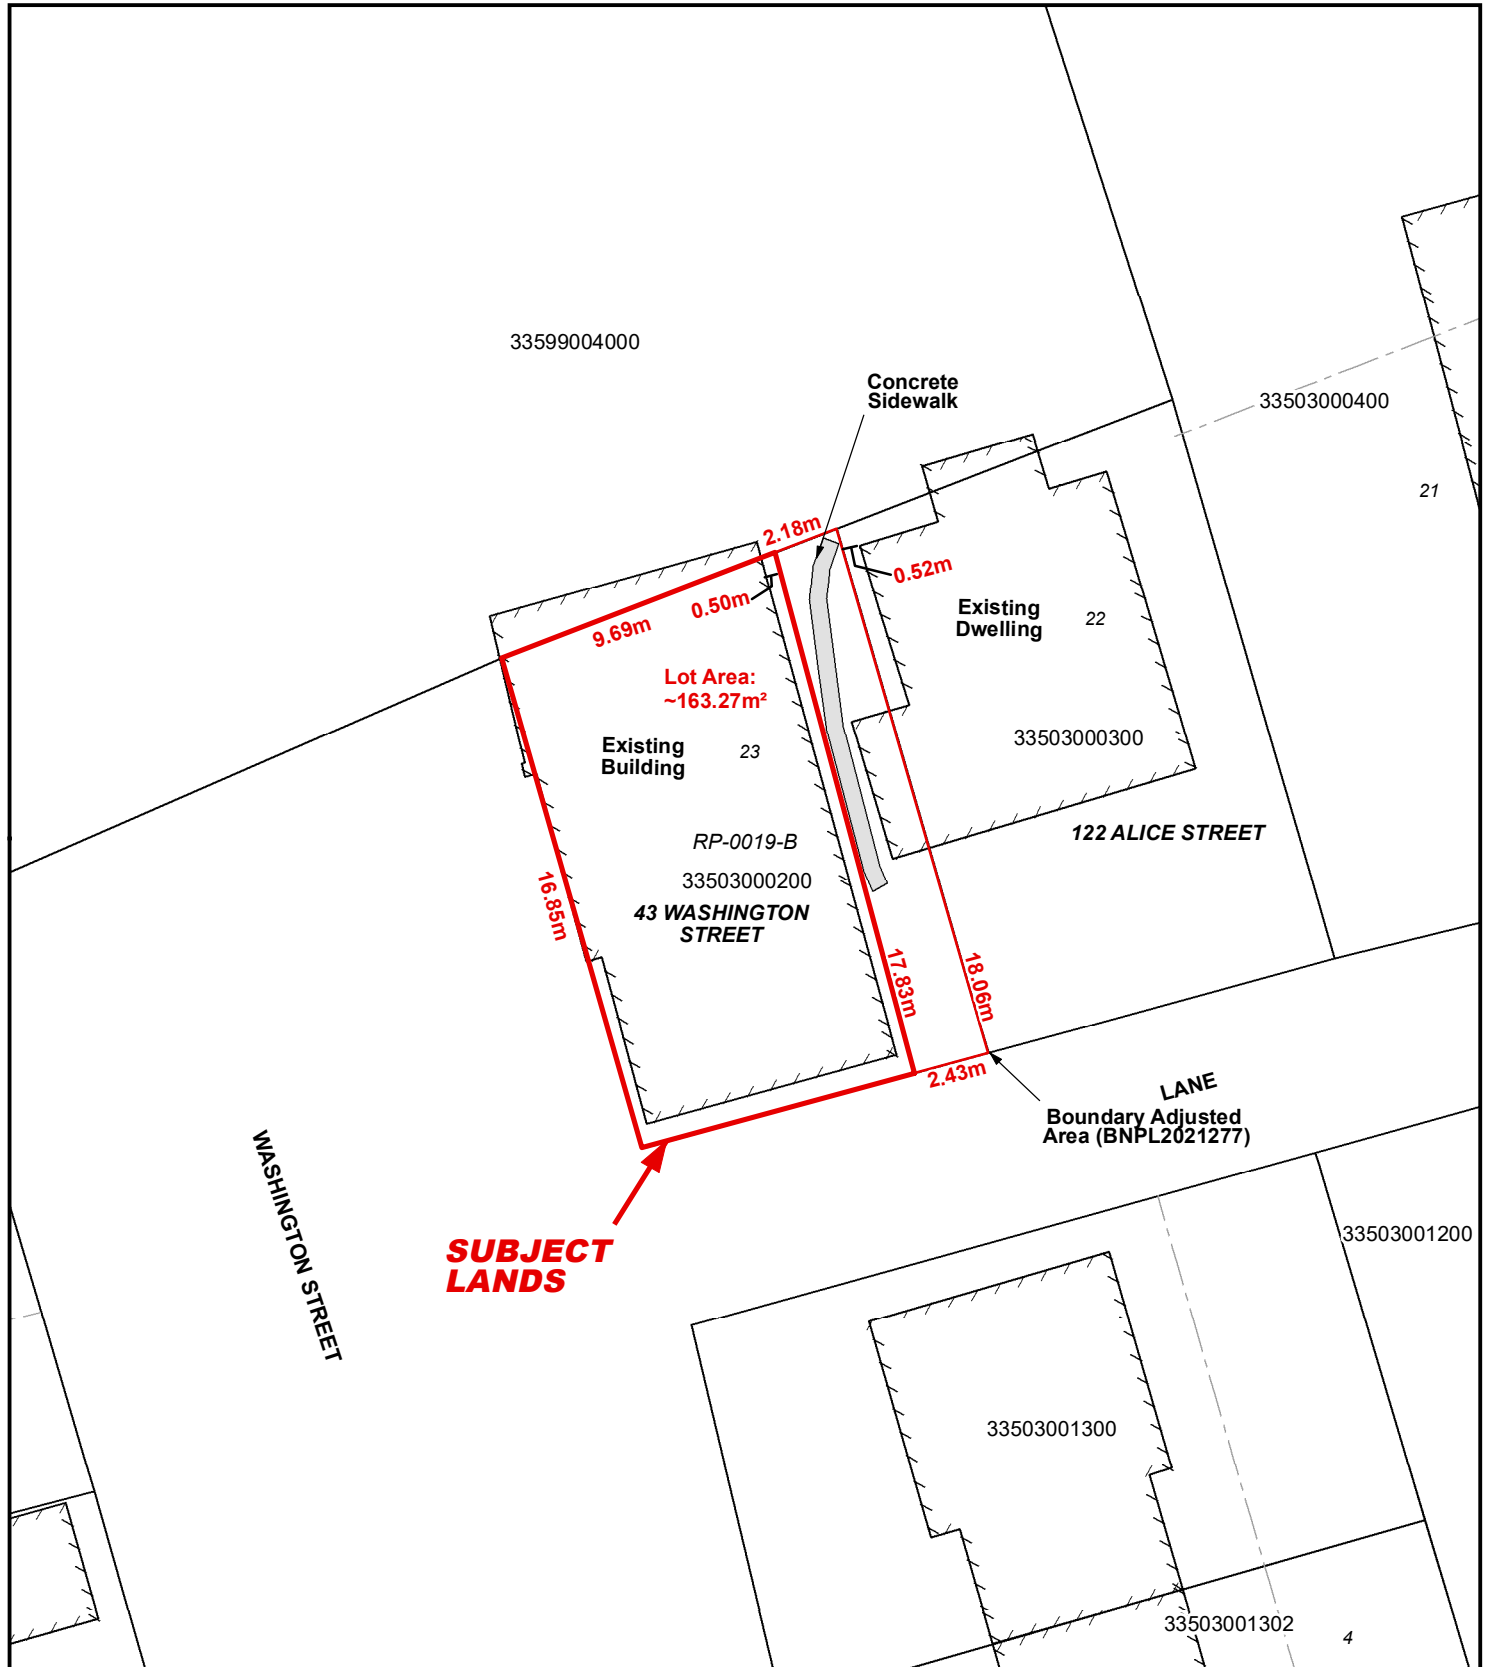 33599004000
Concrete
Sidewalk
33503000400
21
2.18m
0.52m
0.50m
9.69m
Existing
Dwelling
22
Lot Area:
~163.27m²
33503000300
Existing
Building
23
122 ALICE STREET
RP-0019-B
33503000200
43 WASHINGTON
STREET
16.85m
17.83m
18.06m
2.43m
LANE
Boundary Adjusted
Area (BNPL2021277)
WASHINGTON STREET
SUBJECT
LANDS
33503001200
33503001300
33503001302
4